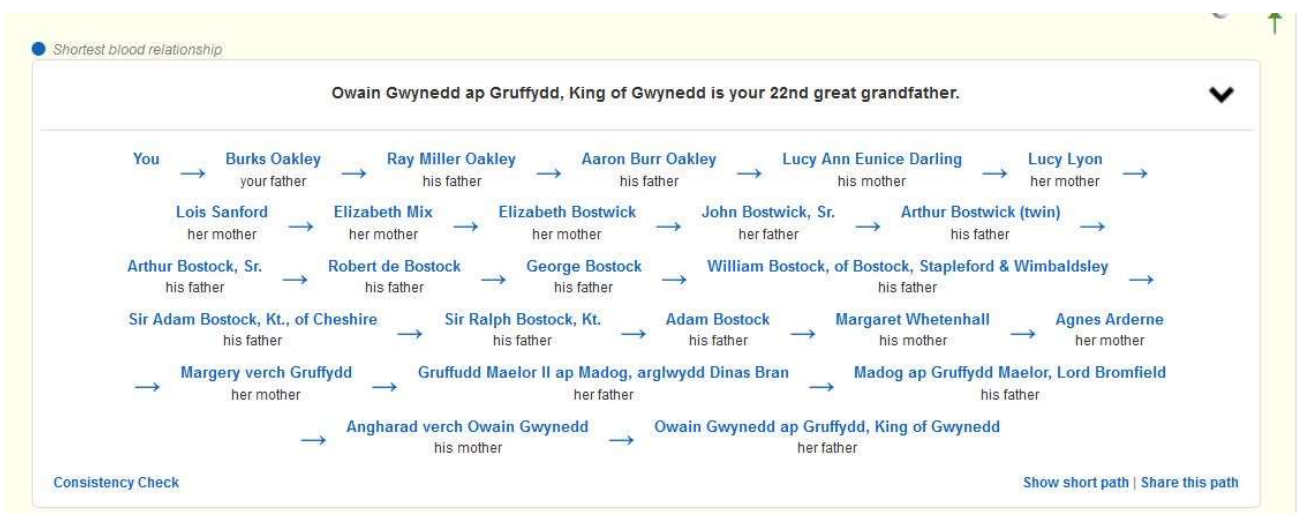 Shortest blood relationship
Owain Gwynedd ap Gruffydd, King of Gwynedd is your 22nd great grandfather.
You → Burks Oakley → Ray Miller Oakley → Aaron Burr Oakley → Lucy Ann Eunice Darling → Lucy Lyon →
your father his father his father his mother her mother
Lois Sanford → Elizabeth Mix → Elizabeth Bostwick → John Bostwick, Sr. → Arthur Bostwick (twin) →
her mother her mother her mother her father his father
Arthur Bostock, Sr. → Robert de Bostock → George Bostock → William Bostock, of Bostock, Stapleford & Wimbaldsley →
his father his father his father his father
Sir Adam Bostock, Kt., of Cheshire → Sir Ralph Bostock, Kt. → Adam Bostock → Margaret Whetenhall → Agnes Arderne
his father his father his father his mother her mother
→ Margery verch Gruffydd → Gruffudd Maelor II ap Madog, arglwydd Dinas Bran → Madog ap Gruffydd Maelor, Lord Bromfield
her mother her father his father
→ Angharad verch Owain Gwynedd → Owain Gwynedd ap Gruffydd, King of Gwynedd
his mother her father
Consistency Check Show short path | Share this path